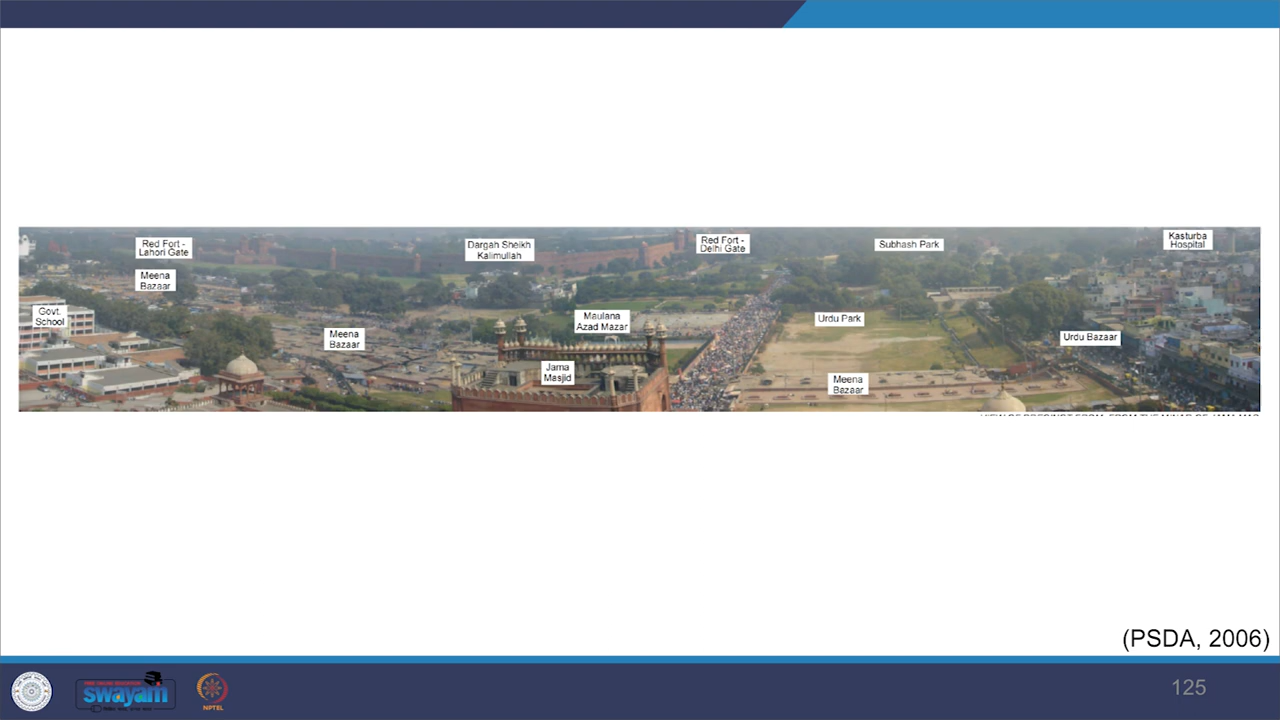 Red Fort -
Lahori Gate
Dargah Sheikh
Kalimullah
Red Fort -
Delhi Gate
Subhash Park
Kasturba
Hospital
Meena
Bazaar
Govt.
School
Meena
Bazaar
Maulana
Azad Mazar
Urdu Park
Urdu Bazaar
Jama
Masjid
Meena
Bazaar
(PSDA, 2006)
swayam
NPTEL
125